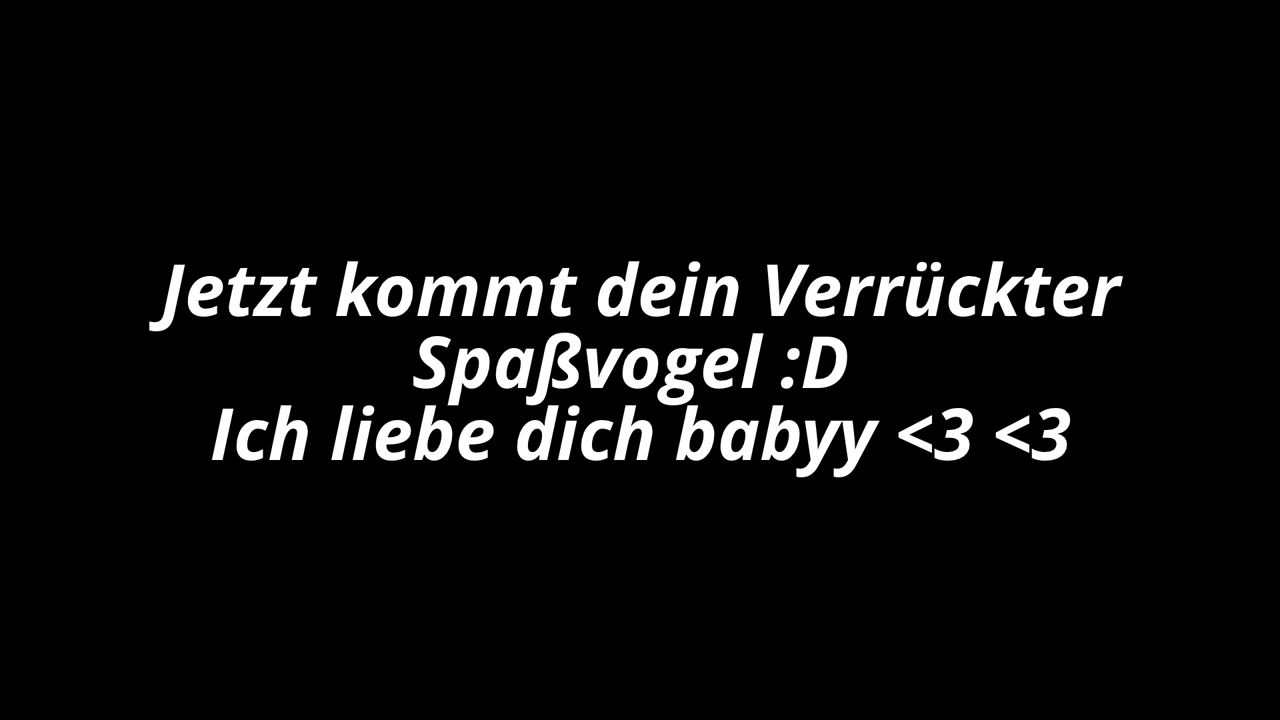 Jetzt kommt dein Verrückter
Spaßvogel :D
Ich liebe dich babyy <3 <3